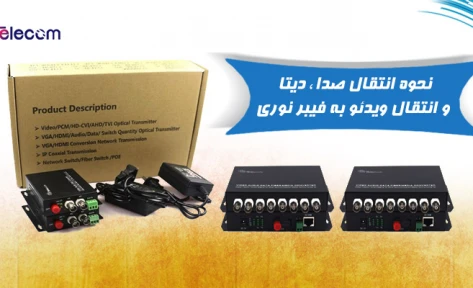 elecom
نحوه انتقال صدا ، دیتا
و انتقال ویدئو به فیبر نوری
Product Description
Video/PCM/HD-CVI/AHD/TVI Optical Transmitter
VGA/HDMI/Audio/Data/ Switch Quantity Optical Transmitter
VGA/HDMI Conversion Network Transmission
IP Coaxial Transmission
Network Switch/Fiber Switch /POE